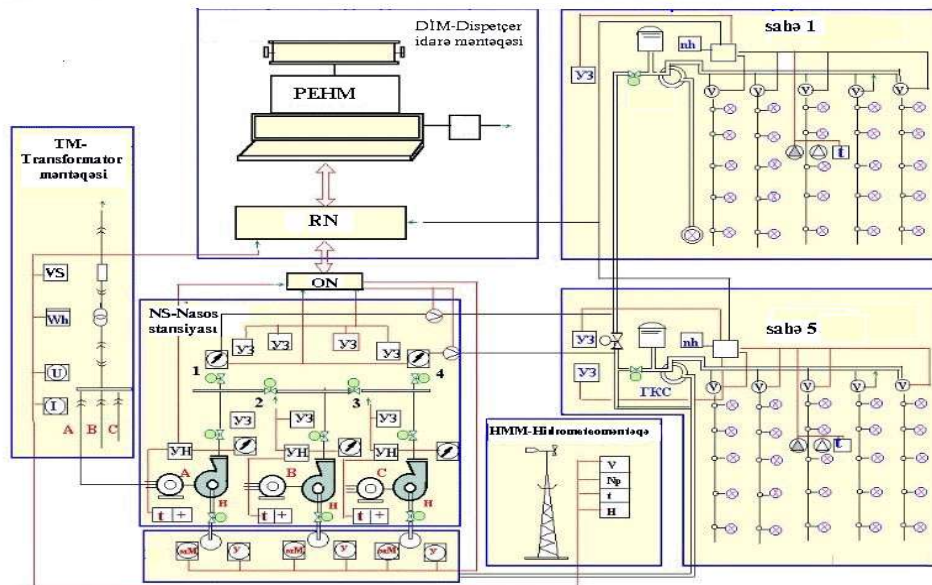 DİM-Dispetçer
idarə məntəqəsi
PEHM
RN
ON
TM-
Transformator
məntəqəsi
VS
Wh
U
I
A B C
NS-Nasos
stansiyası
УЗ
УЗ
УЗ
УЗ
1
4
2
3
УЗ
УЗ
УЗ
УН
УН
УН
A
B
C
H
H
H
t +
t +
t +
У
У
У
HMM-Hidrometeoməntəqə
V
Np
t
H
sahə 1
УЗ
nh
V V V V V
t
sahə 5
УЗ
УЗ
nh
ГКС
V V V V V
t